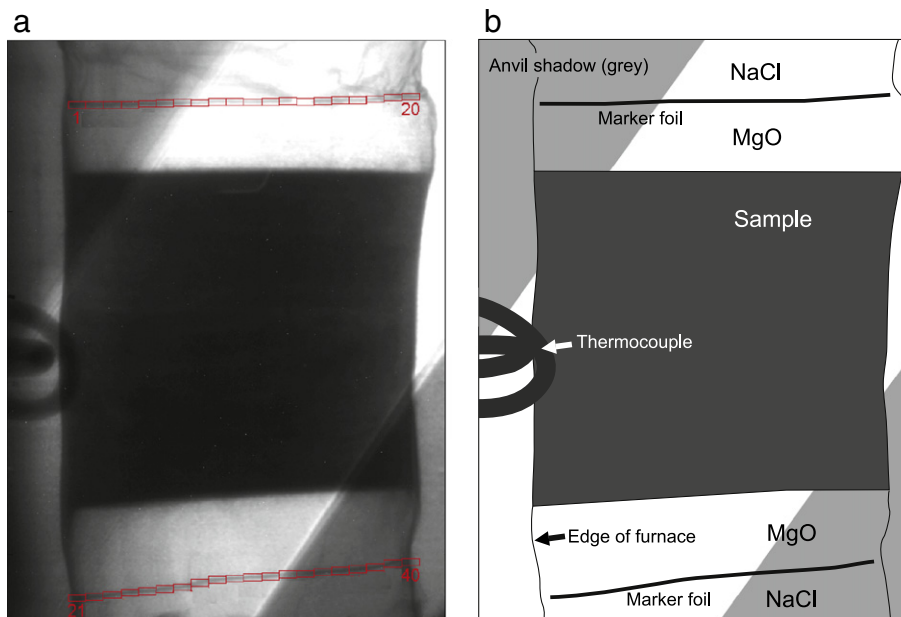 a
1
20
21
40
b
Anvil shadow (grey)
NaCl
Marker foil
MgO
Sample
Thermocouple
Edge of furnace
MgO
Marker foil
NaCl